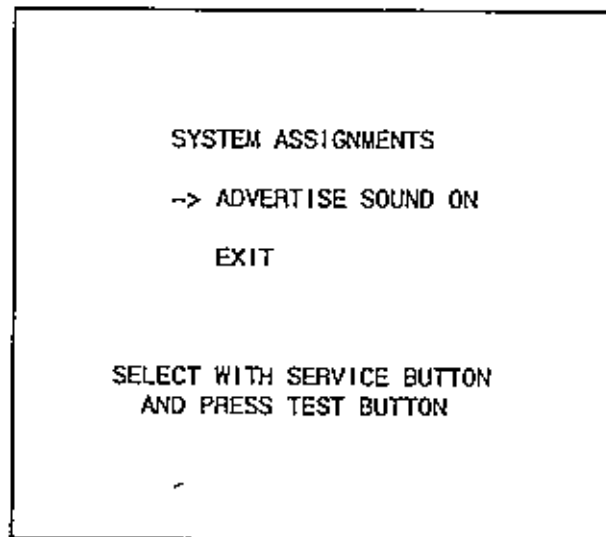 SYSTEM ASSIGNMENTS
-> ADVERTISE SOUND ON
EXIT
SELECT WITH SERVICE BUTTON
AND PRESS TEST BUTTON